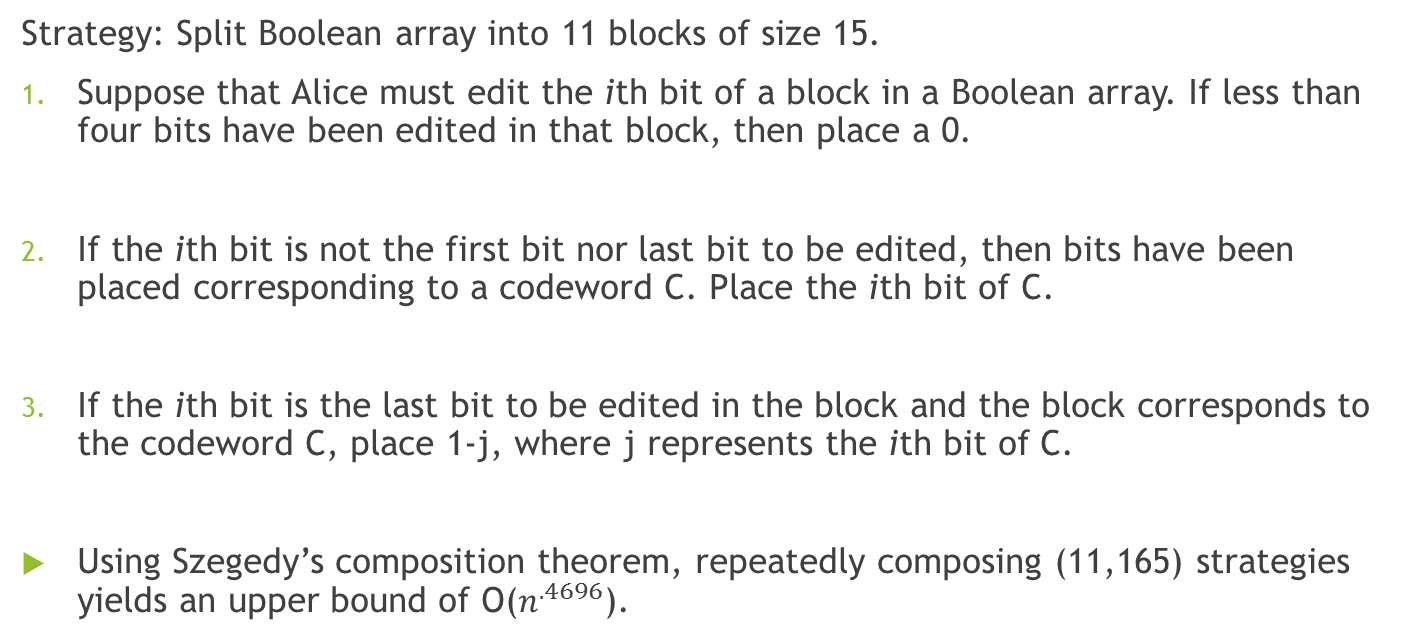 Strategy: Split Boolean array into 11 blocks of size 15.
1. Suppose that Alice must edit the ith bit of a block in a Boolean array. If less than
four bits have been edited in that block, then place a 0.
2. If the ith bit is not the first bit nor last bit to be edited, then bits have been
placed corresponding to a codeword C. Place the ith bit of C.
3. If the ith bit is the last bit to be edited in the block and the block corresponds to
the codeword C, place 1-j, where j represents the ith bit of C.
Using Szegedy’s composition theorem, repeatedly composing (11,165) strategies
yields an upper bound of O(n^.4696).